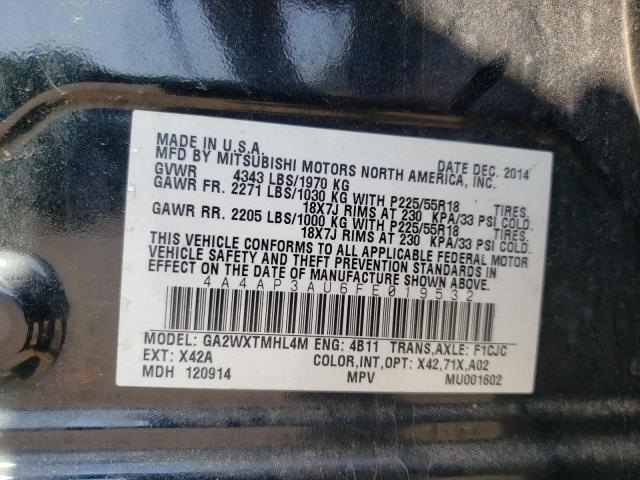 MADE IN U.S.A. DATE DEC. 2014
MFD BY MITSUBISHI MOTORS NORTH AMERICA, INC.
GVWR 4343 LBS/1970 KG
GAWR FR. 2271 LBS/1030 KG WITH P225/55R18 TIRES,
18X7J RIMS AT 230 KPA/33 PSI COLD.
GAWR RR. 2205 LBS/1000 KG WITH P225/55R18 TIRES,
18X7J RIMS AT 230 KPA/33 PSI COLD.
THIS VEHICLE CONFORMS TO ALL APPLICABLE FEDERAL MOTOR
VEHICLE SAFETY AND THEFT PREVENTION STANDARDS IN
EFFECT ON THE DATE OF MANUFACTURE SHOWN ABOVE.
4A4AP3AU6FE019532
MODEL: GA2WXTMHL4M ENG: 4B11 TRANS,AXLE: F1CJC
EXT: X42A COLOR,INT,OPT: X42,71X,A02
MDH 120914 MPV MU001602